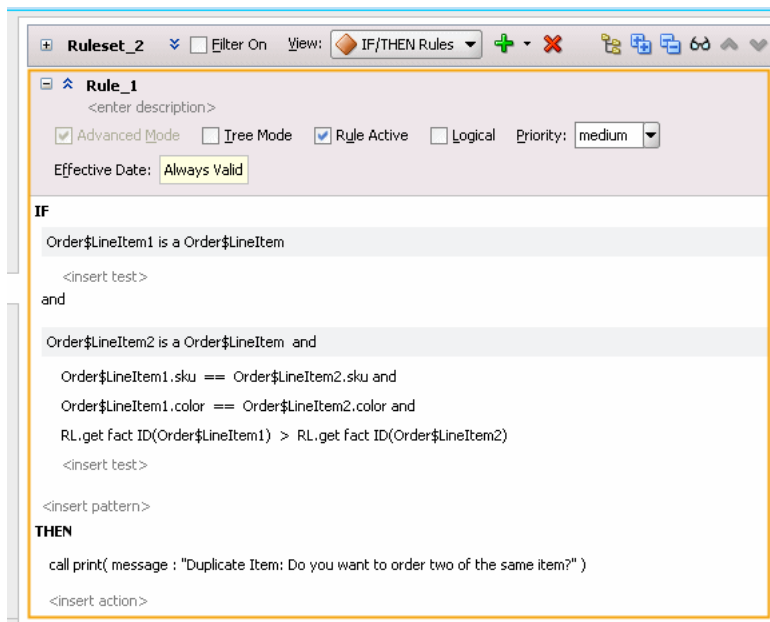 Ruleset_2 Filter On View: IF/THEN Rules
Rule_1
<enter description>
Advanced Mode Tree Mode Rule Active Logical Priority: medium
Effective Date: Always Valid
IF
Order$LineItem1 is a Order$LineItem
<insert test>
and
Order$LineItem2 is a Order$LineItem and
Order$LineItem1.sku == Order$LineItem2.sku and
Order$LineItem1.color == Order$LineItem2.color and
RL.get fact ID(Order$LineItem1) > RL.get fact ID(Order$LineItem2)
<insert test>
<insert pattern>
THEN
call print( message : "Duplicate Item: Do you want to order two of the same item?" )
<insert action>